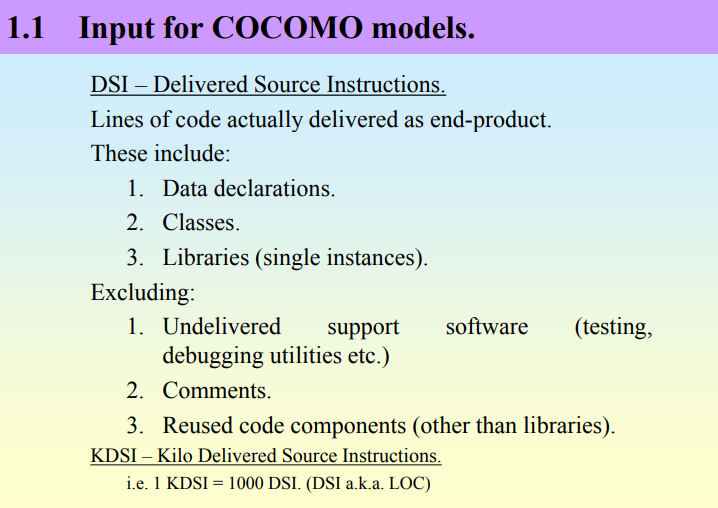 1.1 Input for COCOMO models.
DSI – Delivered Source Instructions.
Lines of code actually delivered as end-product.
These include:
1. Data declarations.
2. Classes.
3. Libraries (single instances).
Excluding:
1. Undelivered support software (testing,
debugging utilities etc.)
2. Comments.
3. Reused code components (other than libraries).
KDSI – Kilo Delivered Source Instructions.
i.e. 1 KDSI = 1000 DSI. (DSI a.k.a. LOC)